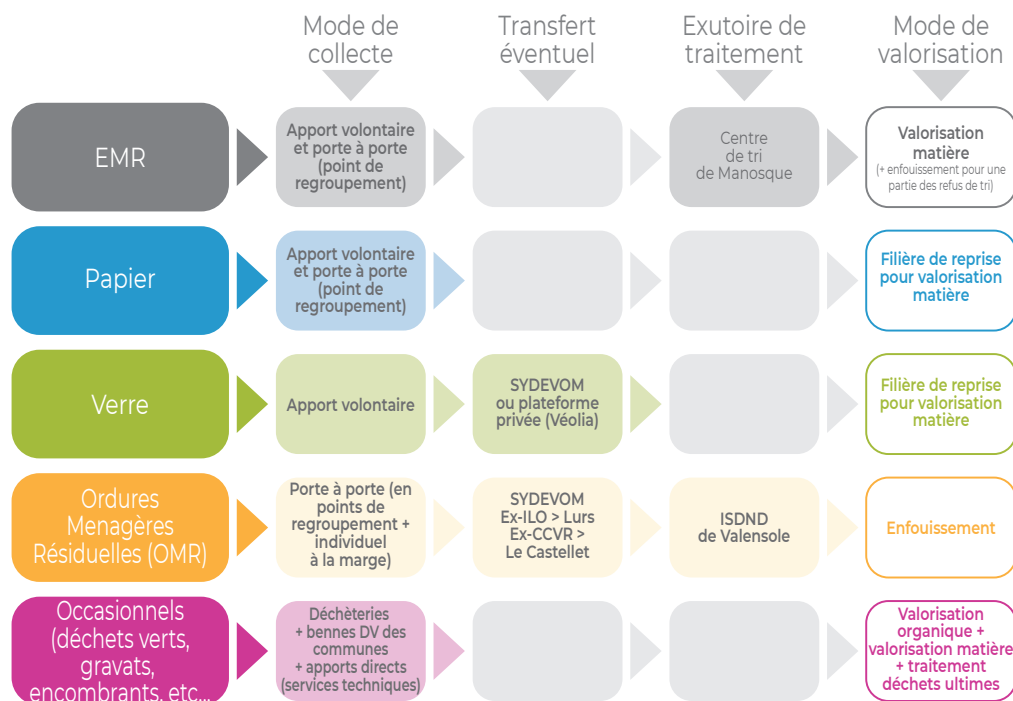 Mode de
collecte
Transfert
éventuel
Exutoire de
traitement
Mode de
valorisation
EMR
Apport volontaire
et porte à porte
(point de
regroupement)
Centre
de tri
de Manosque
Valorisation
matière
(+ enfouissement pour une
partie des refus de tri)
Papier
Apport volontaire
et porte à porte
(point de
regroupement)
Filière de reprise
pour valorisation
matière
Verre
Apport volontaire
SYDEVOM
ou plateforme
privée (Véolia)
Filière de reprise
pour valorisation
matière
Ordures
Menagères
Résiduelles (OMR)
Porte à porte (en
points de
regroupement +
individuel
à la marge)
SYDEVOM
Ex-ILO > Lurs
Ex-CCVR >
Le Castellet
ISDND
de Valensole
Enfouissement
Occasionnels
(déchets verts,
gravats,
encombrants, etc...
Déchèteries
+ bennes DV des
communes
+ apports directs
(services techniques)
Valorisation
organique +
valorisation matière
+ traitement
déchets ultimes